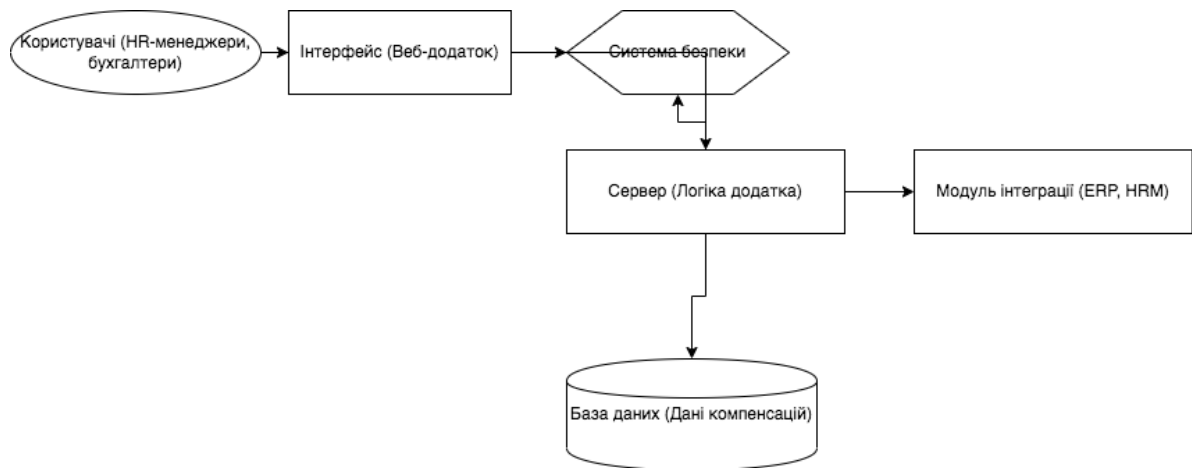 Користувачі (HR-менеджери,
бухгалтери)
Інтерфейс (Веб-додаток)
Система безпеки
Сервер (Логіка додатка)
Модуль інтеграції (ERP, HRM)
База даних (Дані компенсацій)